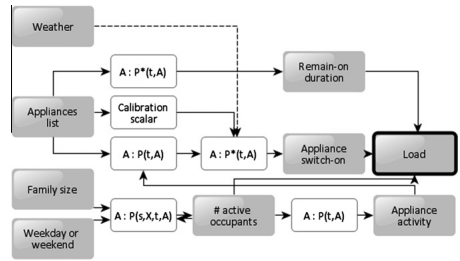 Weather
A : P*(t,A)
Remain-on
duration
Appliances
list
Calibration
scalar
A : P(t,A)
A : P*(t,A)
Appliance
switch-on
Load
Family size
Weekday or
weekend
A : P(s,X,t,A)
# active
occupants
A : P(t,A)
Appliance
activity